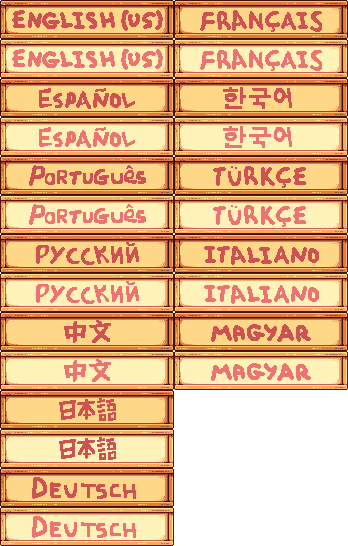 ENGLISH (US)
ENGLISH (US)
ESPAÑOL
ESPAÑOL
PORTUGUÊS
PORTUGUÊS
РУССКИЙ
РУССКИЙ
中文
中文
日本語
日本語
DEUTSCH
DEUTSCH
FRANÇAIS
FRANÇAIS
한국어
한국어
TÜRKÇE
TÜRKÇE
ITALIANO
ITALIANO
MAGYAR
MAGYAR